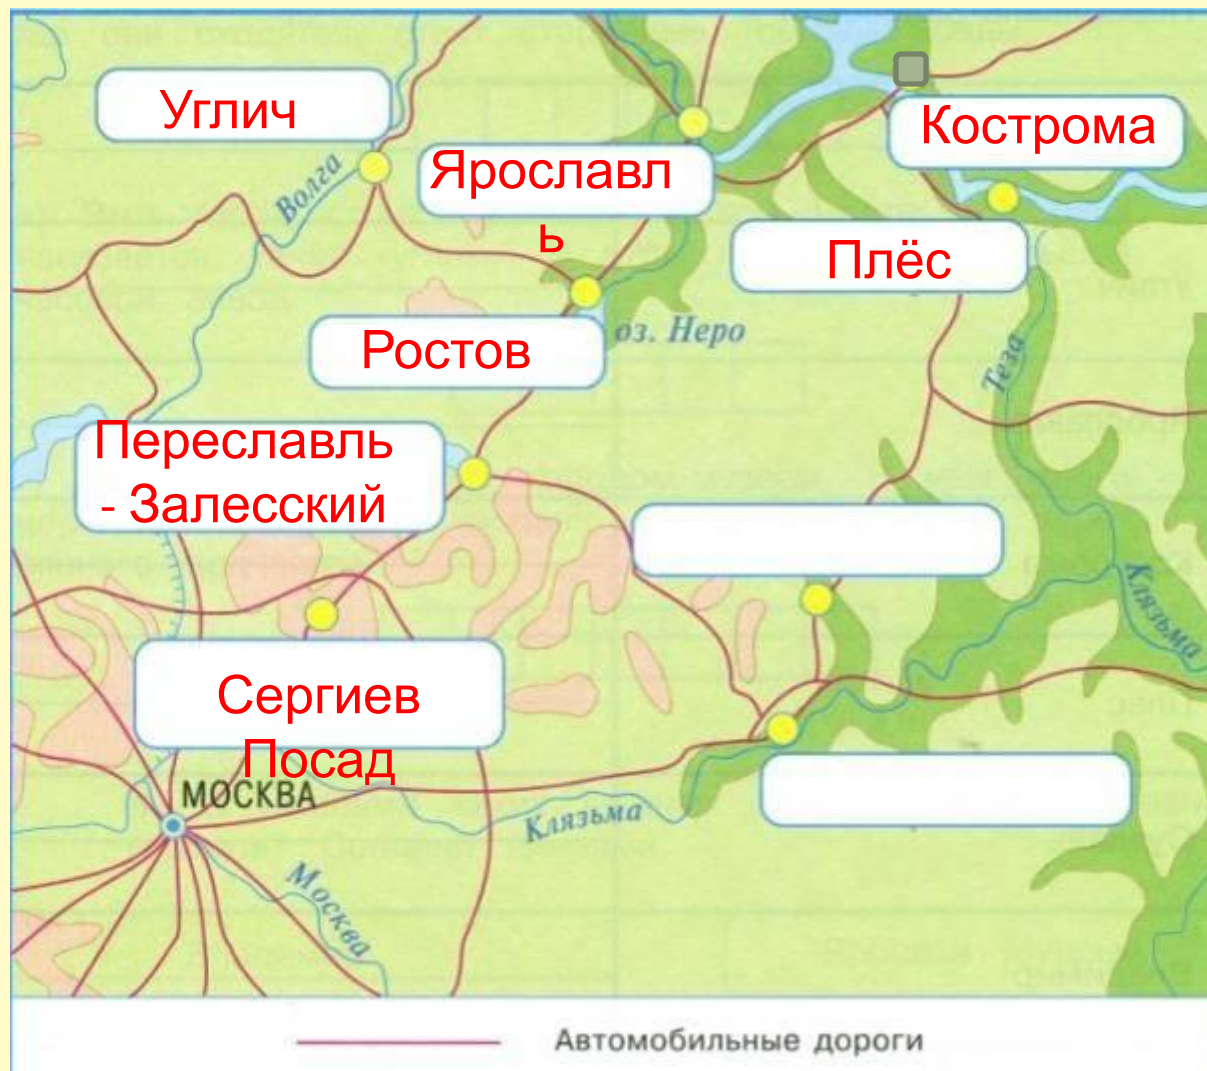 Углич
Кострома
Ярославл
ь
Волга
Плёс
Ростов
оз. Неро
Теза
Переславль
- Залесский
Клязьма
Сергиев
Посад
МОСКВА
Клязьма
Москва
Автомобильные дороги